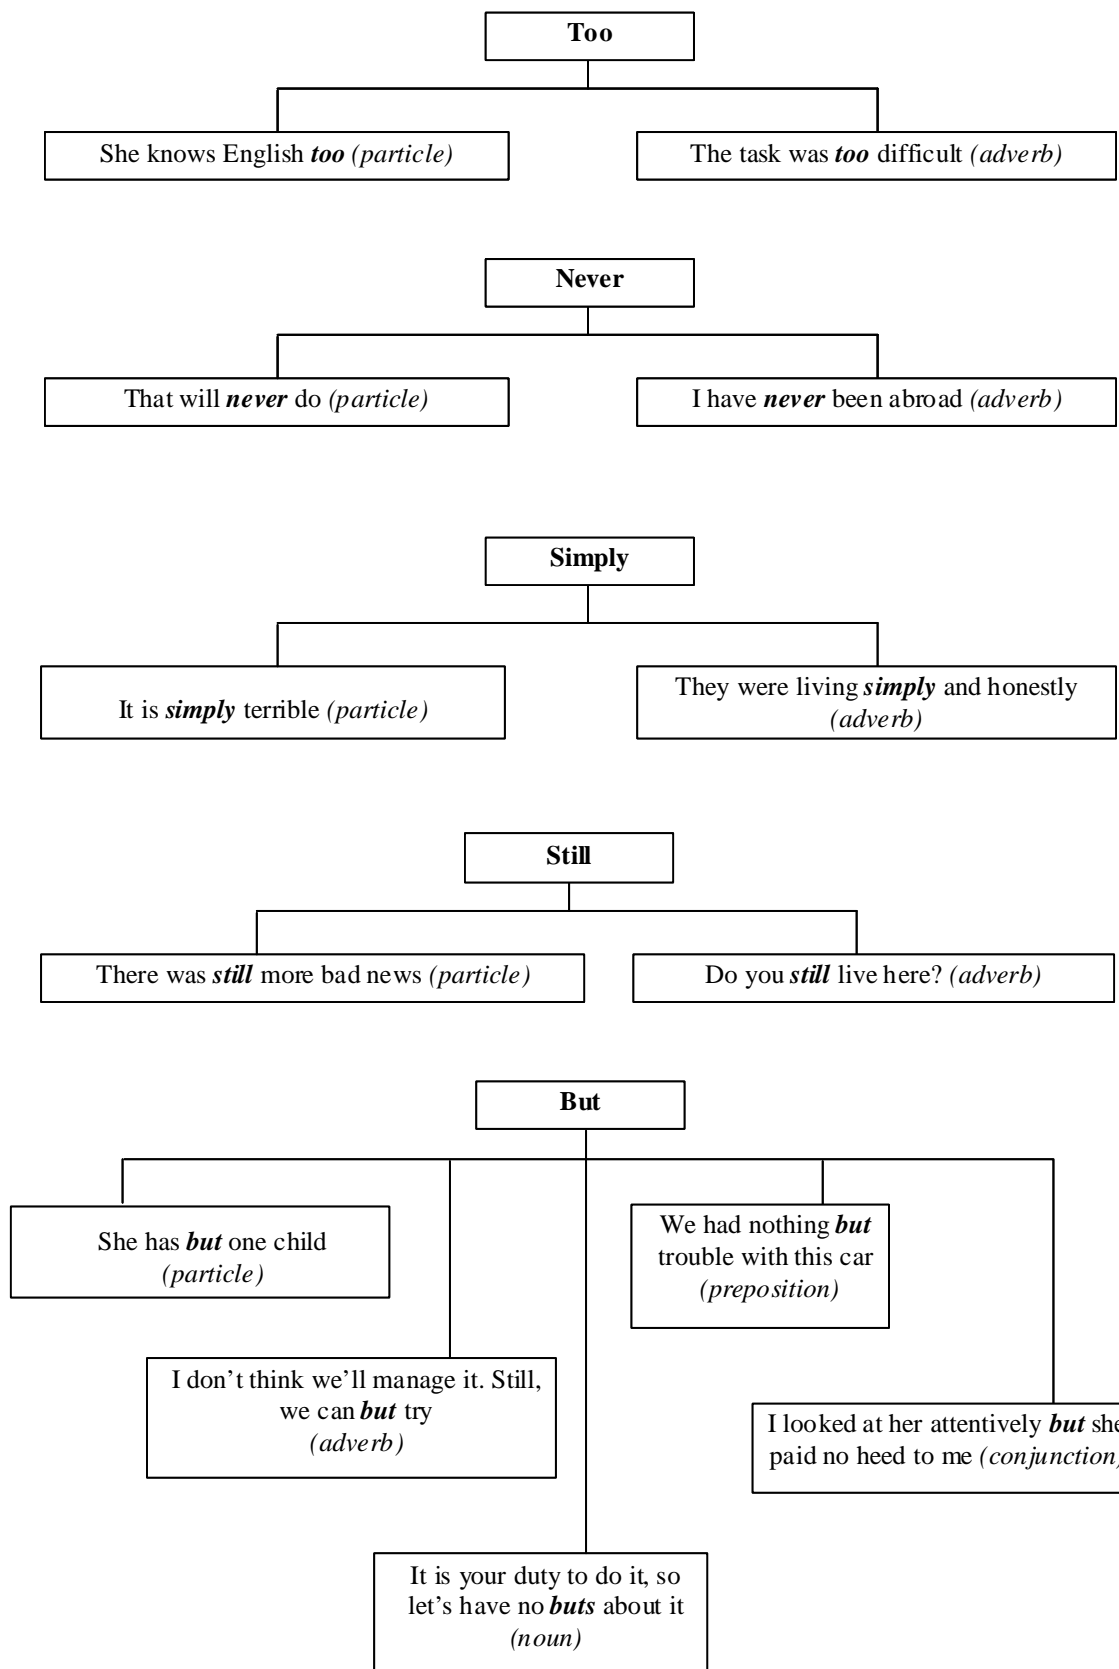 Too
She knows English too (particle)
The task was too difficult (adverb)
Never
That will never do (particle)
I have never been abroad (adverb)
Simply
It is simply terrible (particle)
They were living simply and honestly
(adverb)
Still
There was still more bad news (particle)
Do you still live here? (adverb)
But
She has but one child
(particle)
We had nothing but
trouble with this car
(preposition)
I don't think we'll manage it. Still,
we can but try
(adverb)
I looked at her attentively but she
paid no heed to me (conjunction)
It is your duty to do it, so
let's have no buts about it
(noun)